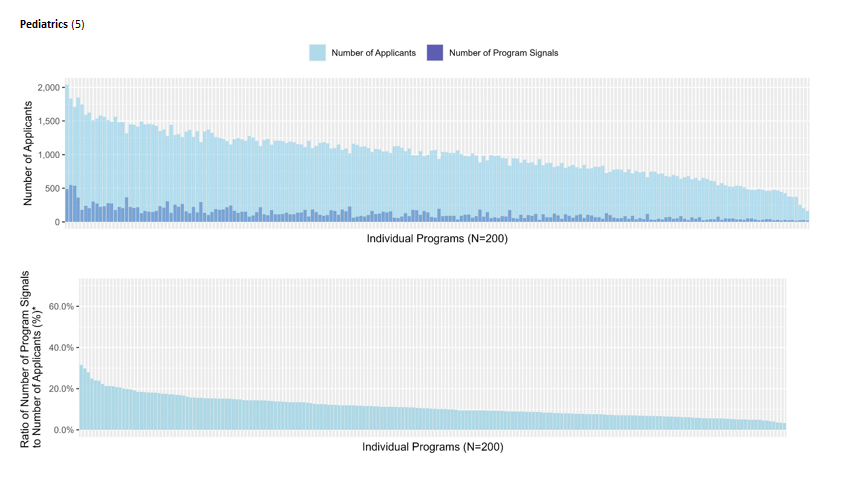 Pediatrics (5)
Number of Applicants
Number of Program Signals
Number of Applicants
2,000
1,500
1,000
500
0
Individual Programs (N=200)
Ratio of Number of Program Signals
to Number of Applicants (%)*
60.0%
40.0%
20.0%
0.0%
Individual Programs (N=200)